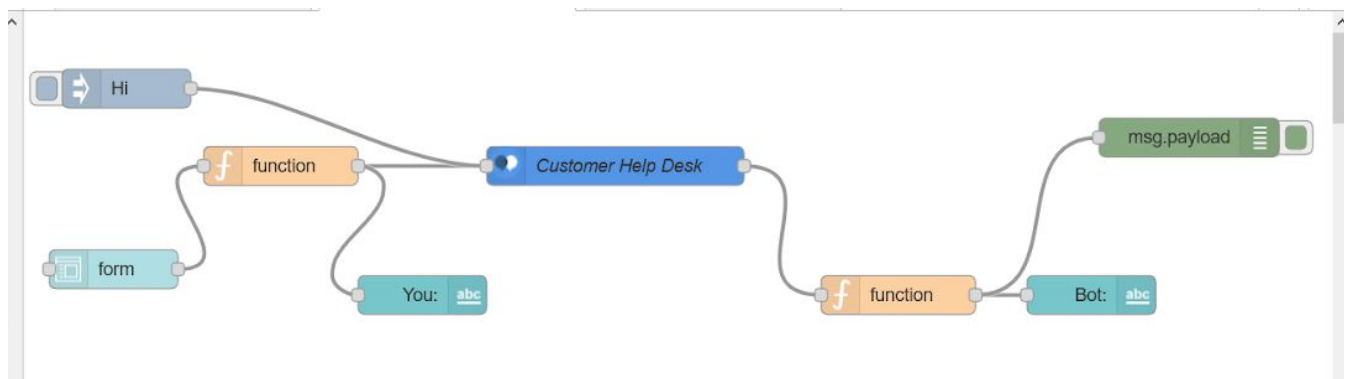 Hi
msg.payload
function
Customer Help Desk
form
You: abc
function
Bot: abc